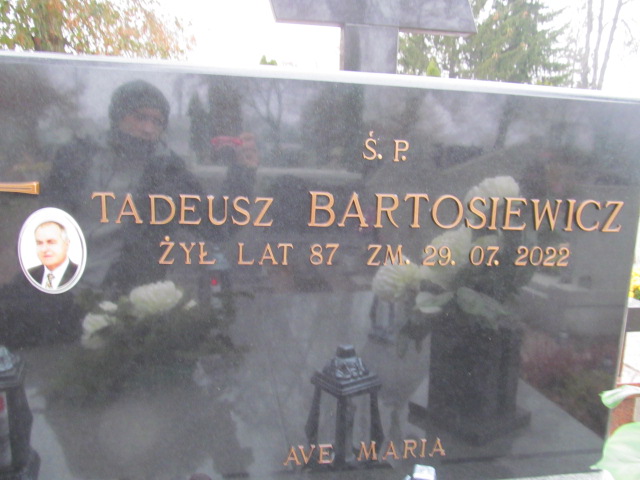 Ś. P.
TADEUSZ BARTOSIEWICZ
ŻYŁ LAT 87 ZM. 29. 07. 2022
AVE MARIA